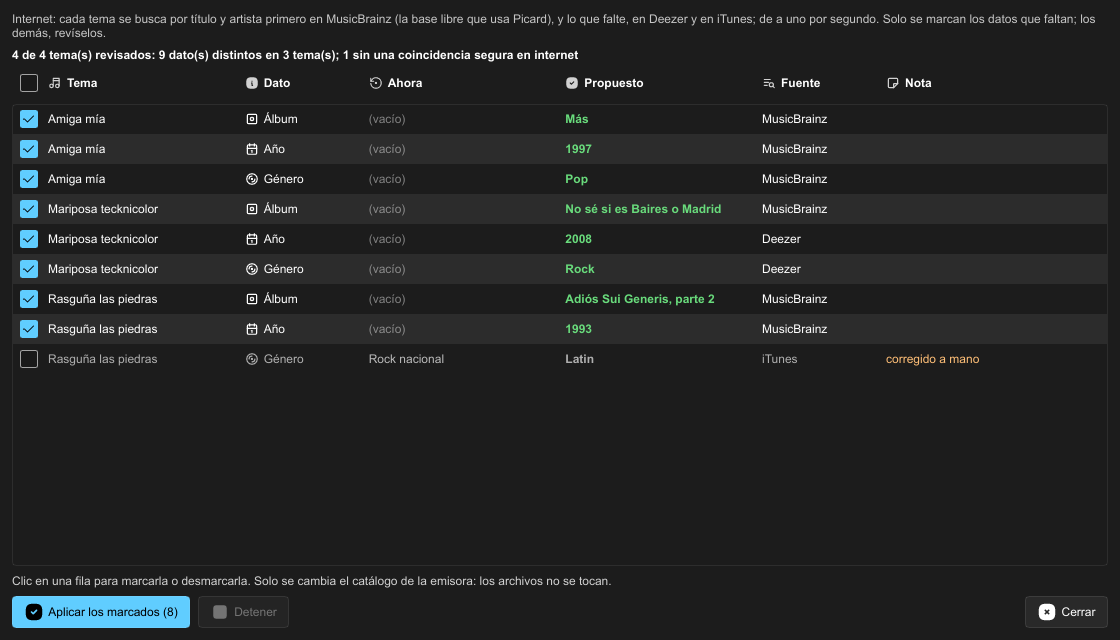 Internet: cada tema se busca por título y artista primero en MusicBrainz (la base libre que usa Picard), y lo que falte, en Deezer y en iTunes; de a uno por segundo. Solo se marcan los datos que faltan; los
demás, revíselos.
4 de 4 tema(s) revisados: 9 dato(s) distintos en 3 tema(s); 1 sin una coincidencia segura en internet
Tema Dato Ahora Propuesto Fuente Nota
Amiga mía Álbum (vacío) Más MusicBrainz
Amiga mía Año (vacío) 1997 MusicBrainz
Amiga mía Género (vacío) Pop MusicBrainz
Mariposa tecknicolor Álbum (vacío) No sé si es Baires o Madrid MusicBrainz
Mariposa tecknicolor Año (vacío) 2008 Deezer
Mariposa tecknicolor Género (vacío) Rock Deezer
Rasguña las piedras Álbum (vacío) Adiós Sui Generis, parte 2 MusicBrainz
Rasguña las piedras Año (vacío) 1993 MusicBrainz
Rasguña las piedras Género Rock nacional Latin iTunes corregido a mano
Clic en una fila para marcarla o desmarcarla. Solo se cambia el catálogo de la emisora: los archivos no se tocan.
Aplicar los marcados (8) Detener Cerrar